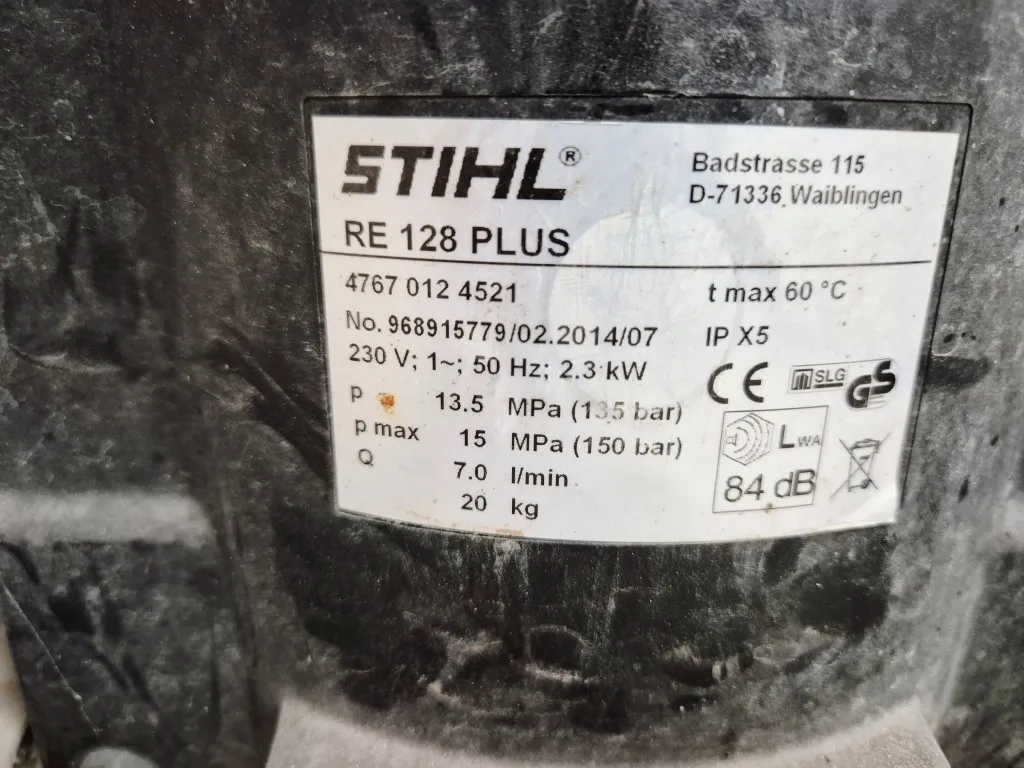 STIHL®
Badstrasse 115
D-71336 Waiblingen
RE 128 PLUS
4767 012 4521
t max 60 °C
No. 968915779/02.2014/07
IP X5
230 V; 1~; 50 Hz; 2.3 kW
CE
SLG
GS
p 13.5 MPa (135 bar)
p max 15 MPa (150 bar)
LWA
Q 7.0 l/min
84 dB
20 kg